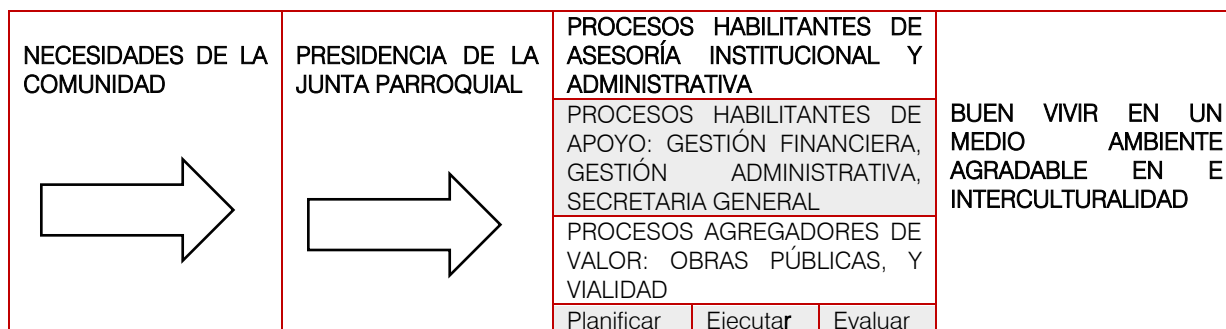 NECESIDADES DE LA
COMUNIDAD
PRESIDENCIA DE LA
JUNTA PARROQUIAL
PROCESOS HABILITANTES DE
ASESORÍA INSTITUCIONAL Y
ADMINISTRATIVA
PROCESOS HABILITANTES DE
APOYO: GESTIÓN FINANCIERA,
GESTIÓN ADMINISTRATIVA,
SECRETARIA GENERAL
PROCESOS AGREGADORES DE
VALOR: OBRAS PÚBLICAS, Y
VIALIDAD
Planificar Ejecutar Evaluar
BUEN VIVIR EN UN
MEDIO AMBIENTE
AGRADABLE EN E
INTERCULTURALIDAD